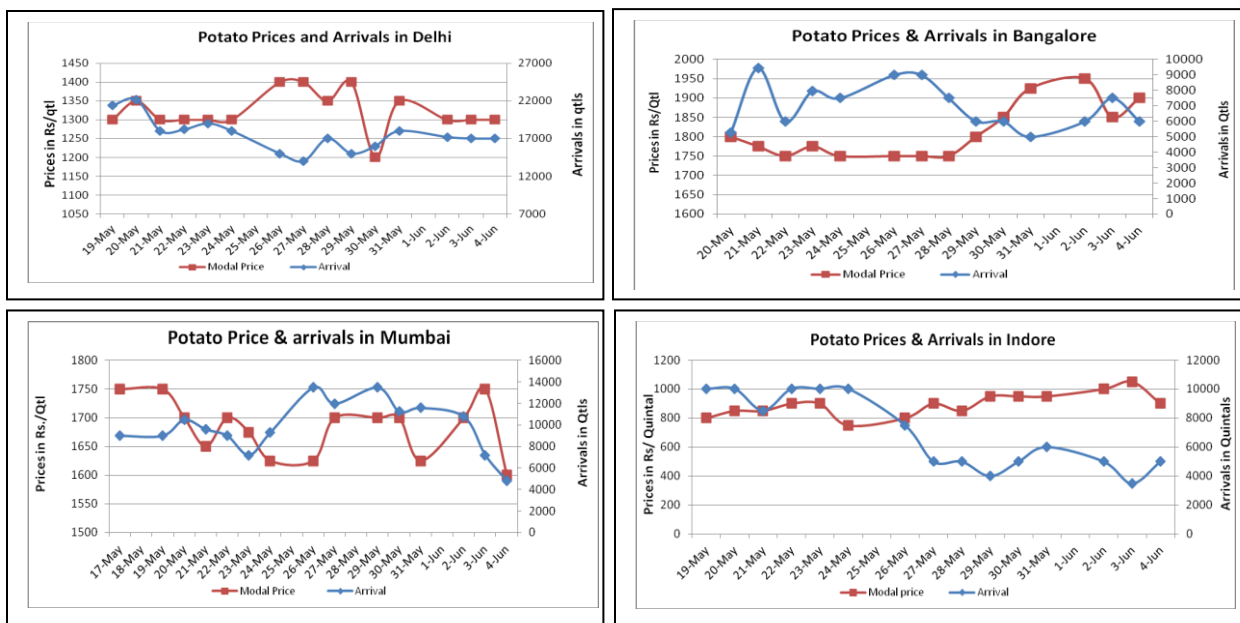 Potato Prices and Arrivals in Delhi
Prices in Rs/qtl
1450
1400
1350
1300
1250
1200
1150
1100
1050
27000
22000
17000
12000
7000
Arrivals in qtls
19-May
20-May
21-May
22-May
23-May
24-May
25-May
26-May
27-May
28-May
29-May
30-May
31-May
1-Jun
2-Jun
3-Jun
4-Jun
Modal Price Arrival
Potato Prices & Arrivals in Bangalore
Prices in Rs/Qtl
2000
1950
1900
1850
1800
1750
1700
1650
1600
10000
9000
8000
7000
6000
5000
4000
3000
2000
1000
0
Arrivals in Qtls
20-May
21-May
22-May
23-May
24-May
25-May
26-May
27-May
28-May
29-May
30-May
31-May
1-Jun
2-Jun
3-Jun
4-Jun
Modal Price Arrival
Potato Price & arrivals in Mumbai
Prices in Rs,/Qtl
1800
1750
1700
1650
1600
1550
1500
16000
14000
12000
10000
8000
6000
4000
2000
0
Arrivals in Qtls
17-May
18-May
19-May
20-May
21-May
22-May
23-May
24-May
25-May
26-May
27-May
28-May
29-May
30-May
31-May
1-Jun
2-Jun
3-Jun
4-Jun
Modal Price Arrival
Potato Prices & Arrivals in Indore
Prices in Rs/ Quintal
1200
1000
800
600
400
200
0
12000
10000
8000
6000
4000
2000
0
Arrivals in Quintals
19-May
20-May
21-May
22-May
23-May
24-May
25-May
26-May
27-May
28-May
29-May
30-May
31-May
1-Jun
2-Jun
3-Jun
4-Jun
Modal price Arrival